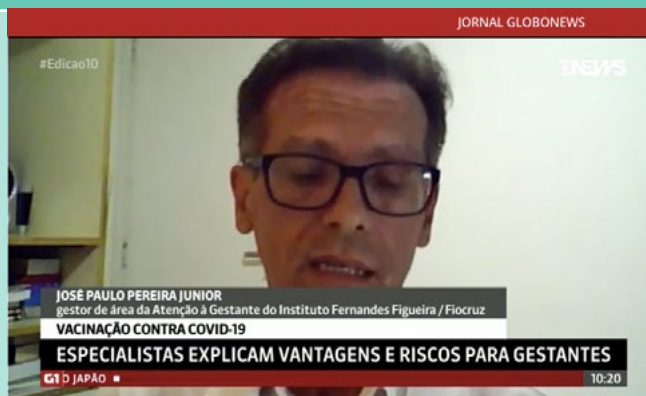 JORNAL GLOBONEWS
#Edicao10
JOSÉ PAULO PEREIRA JUNIOR
gestor de área da Atenção à Gestante do Instituto Fernandes Figueira / Fiocruz
VACINAÇÃO CONTRA COVID-19
ESPECIALISTAS EXPLICAM VANTAGENS E RISCOS PARA GESTANTES
G1 O JAPÃO
10:20